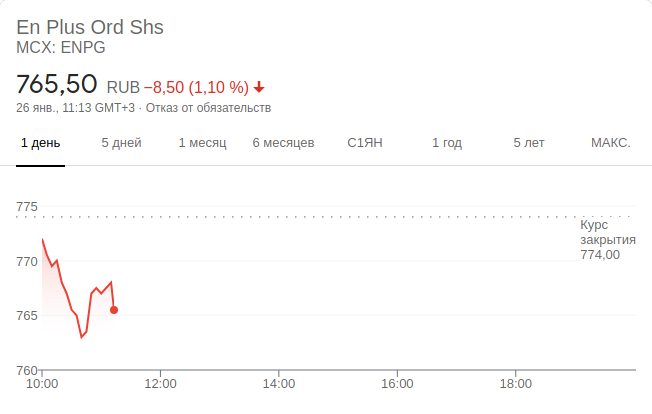 En Plus Ord Shs
MCX: ENPG
765,50 RUB −8,50 (1,10 %)
26 янв., 11:13 GMT+3 · Отказ от обязательств
1 день 5 дней 1 месяц 6 месяцев С1ЯН 1 год 5 лет МАКС.
775
Курс
закрытия
774,00
770
765
760
10:00 12:00 14:00 16:00 18:00